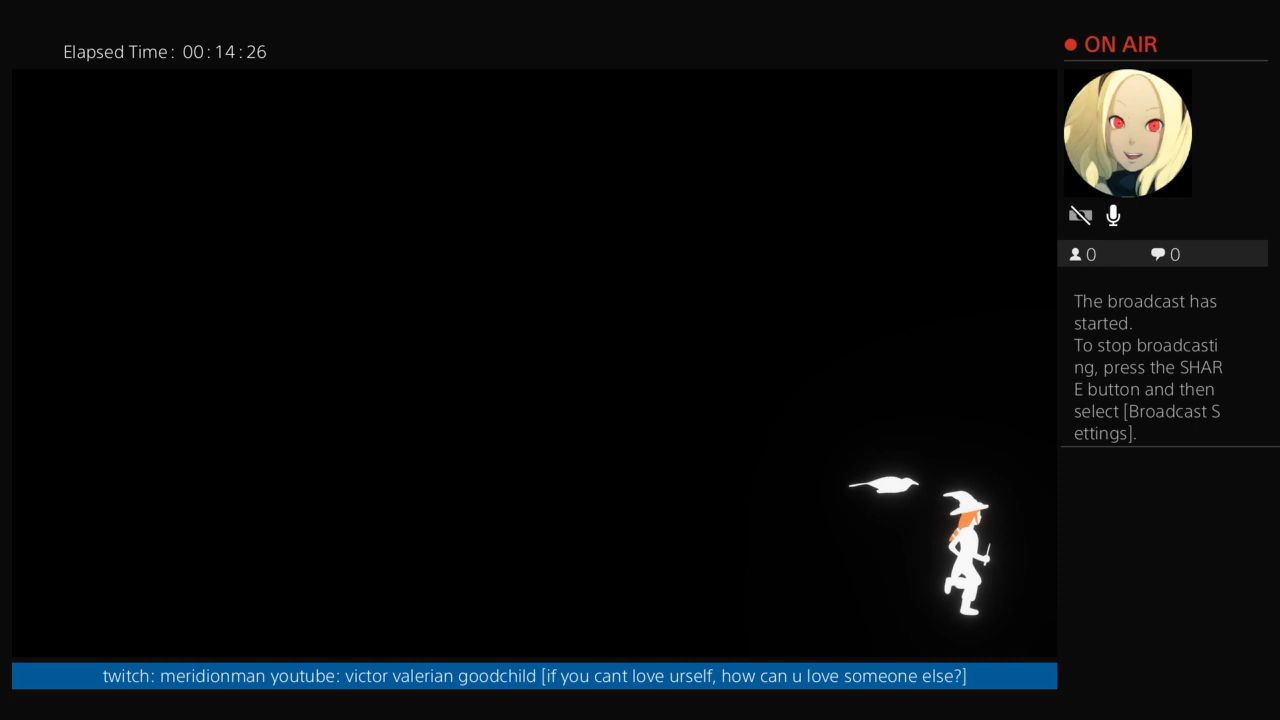 Elapsed Time: 00:14:26
ON AIR
0 0
The broadcast has
started.
To stop broadcasti
ng, press the SHAR
E button and then
select [Broadcast S
ettings].
twitch: meridionman youtube: victor valerian goodchild [if you cant love urself, how can u love someone else?]